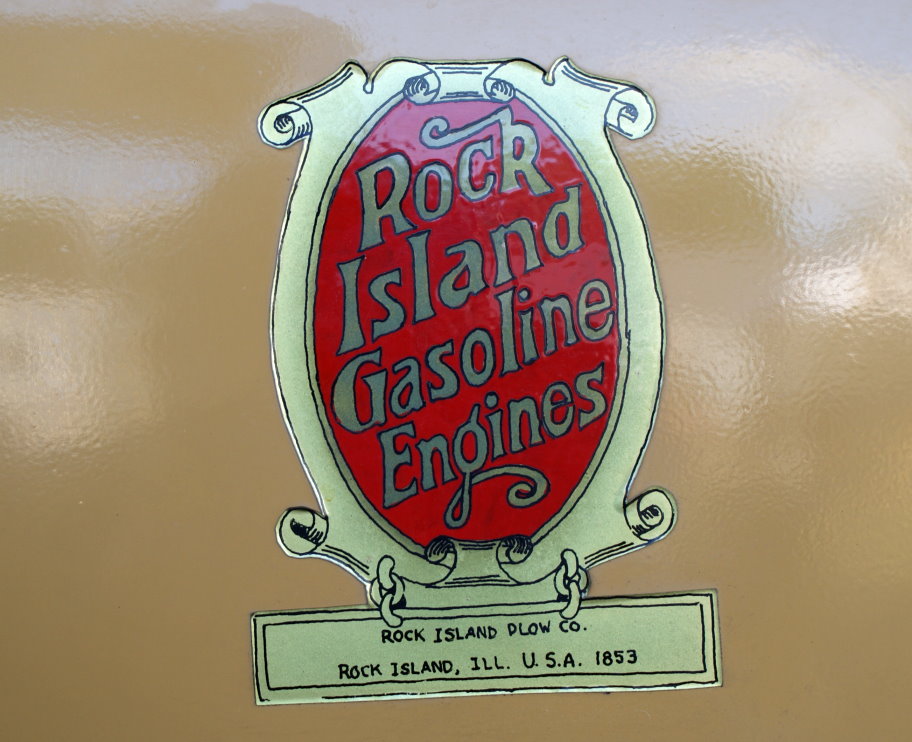 Rock
Island
Gasoline
Engines
ROCK ISLAND PLOW CO.
ROCK ISLAND, ILL. U.S.A. 1853